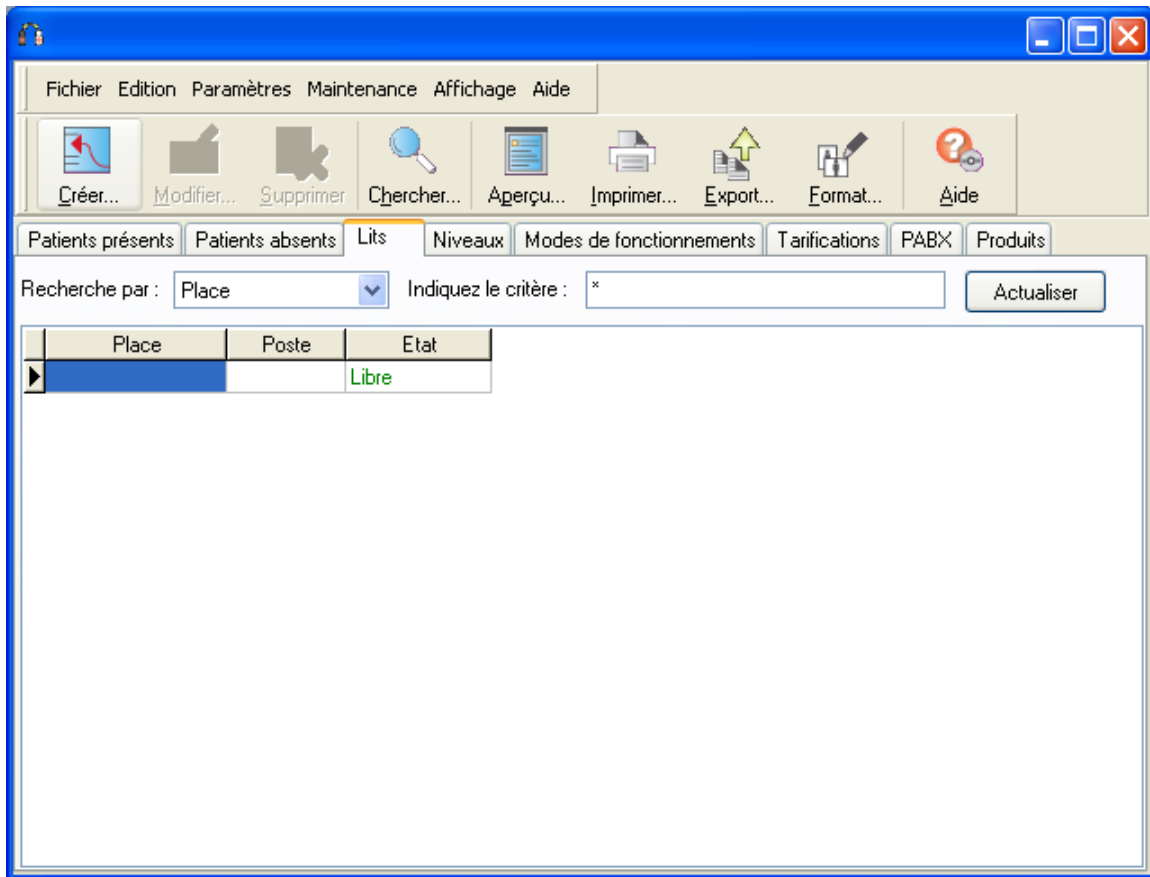 Fichier Edition Paramètres Maintenance Affichage Aide
Créer... Modifier... Supprimer Chercher... Aperçu... Imprimer... Export... Format... Aide
Patients présents Patients absents Lits Niveaux Modes de fonctionnements Tarifications PABX Produits
Recherche par : Place Indiquez le critère : * Actualiser
Place Poste Etat
Libre